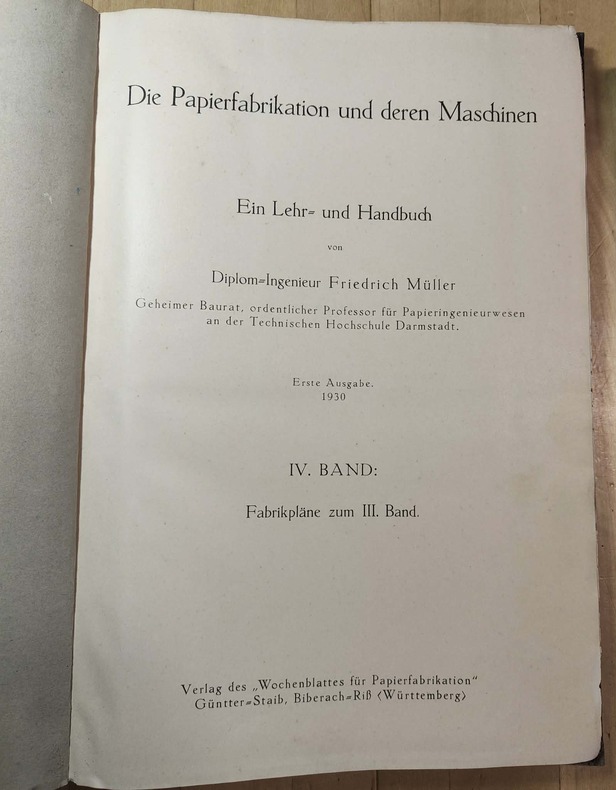 Die Papierfabrikation und deren Maschinen
Ein Lehr= und Handbuch
von
Diplom=Ingenieur Friedrich Müller
Geheimer Baurat, ordentlicher Professor für Papieringenieurwesen
an der Technischen Hochschule Darmstadt.
Erste Ausgabe.
1930
IV. BAND:
Fabrikpläne zum III. Band.
Verlag des „Wochenblattes für Papierfabrikation“
Güntter=Staib, Biberach=Riß (Württemberg)